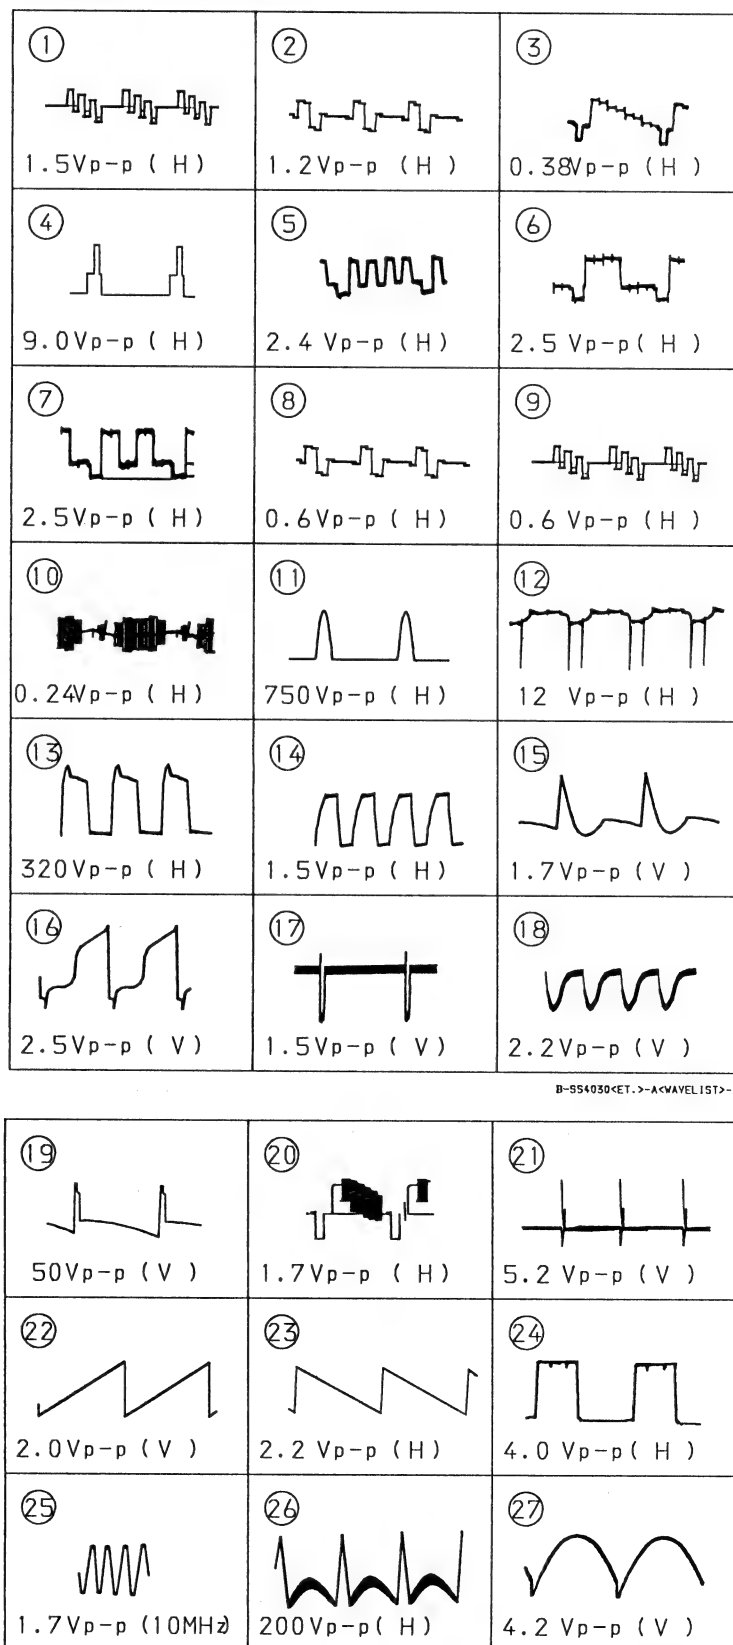 ① ② ③
1.5Vp-p ( H ) 1.2Vp-p ( H ) 0.38Vp-p ( H )
④ ⑤ ⑥
9.0Vp-p ( H ) 2.4 Vp-p ( H ) 2.5 Vp-p( H )
⑦ ⑧ ⑨
2.5Vp-p ( H ) 0.6Vp-p ( H ) 0.6 Vp-p ( H )
⑩ ⑪ ⑫
0.24Vp-p ( H ) 750Vp-p ( H ) 12 Vp-p ( H )
⑬ ⑭ ⑮
320Vp-p ( H ) 1.5Vp-p ( H ) 1.7Vp-p ( V )
⑯ ⑰ ⑱
2.5Vp-p ( V ) 1.5Vp-p ( V ) 2.2Vp-p ( V )
B-SS4030<ET.>-A<WAVELIST>-
⑲ ⑳ ㉑
50Vp-p ( V ) 1.7Vp-p ( H ) 5.2 Vp-p ( V )
㉒ ㉓ ㉔
2.0Vp-p ( V ) 2.2 Vp-p ( H ) 4.0 Vp-p ( H )
㉕ ㉖ ㉗
1.7Vp-p (10MHz) 200Vp-p( H ) 4.2 Vp-p ( V )